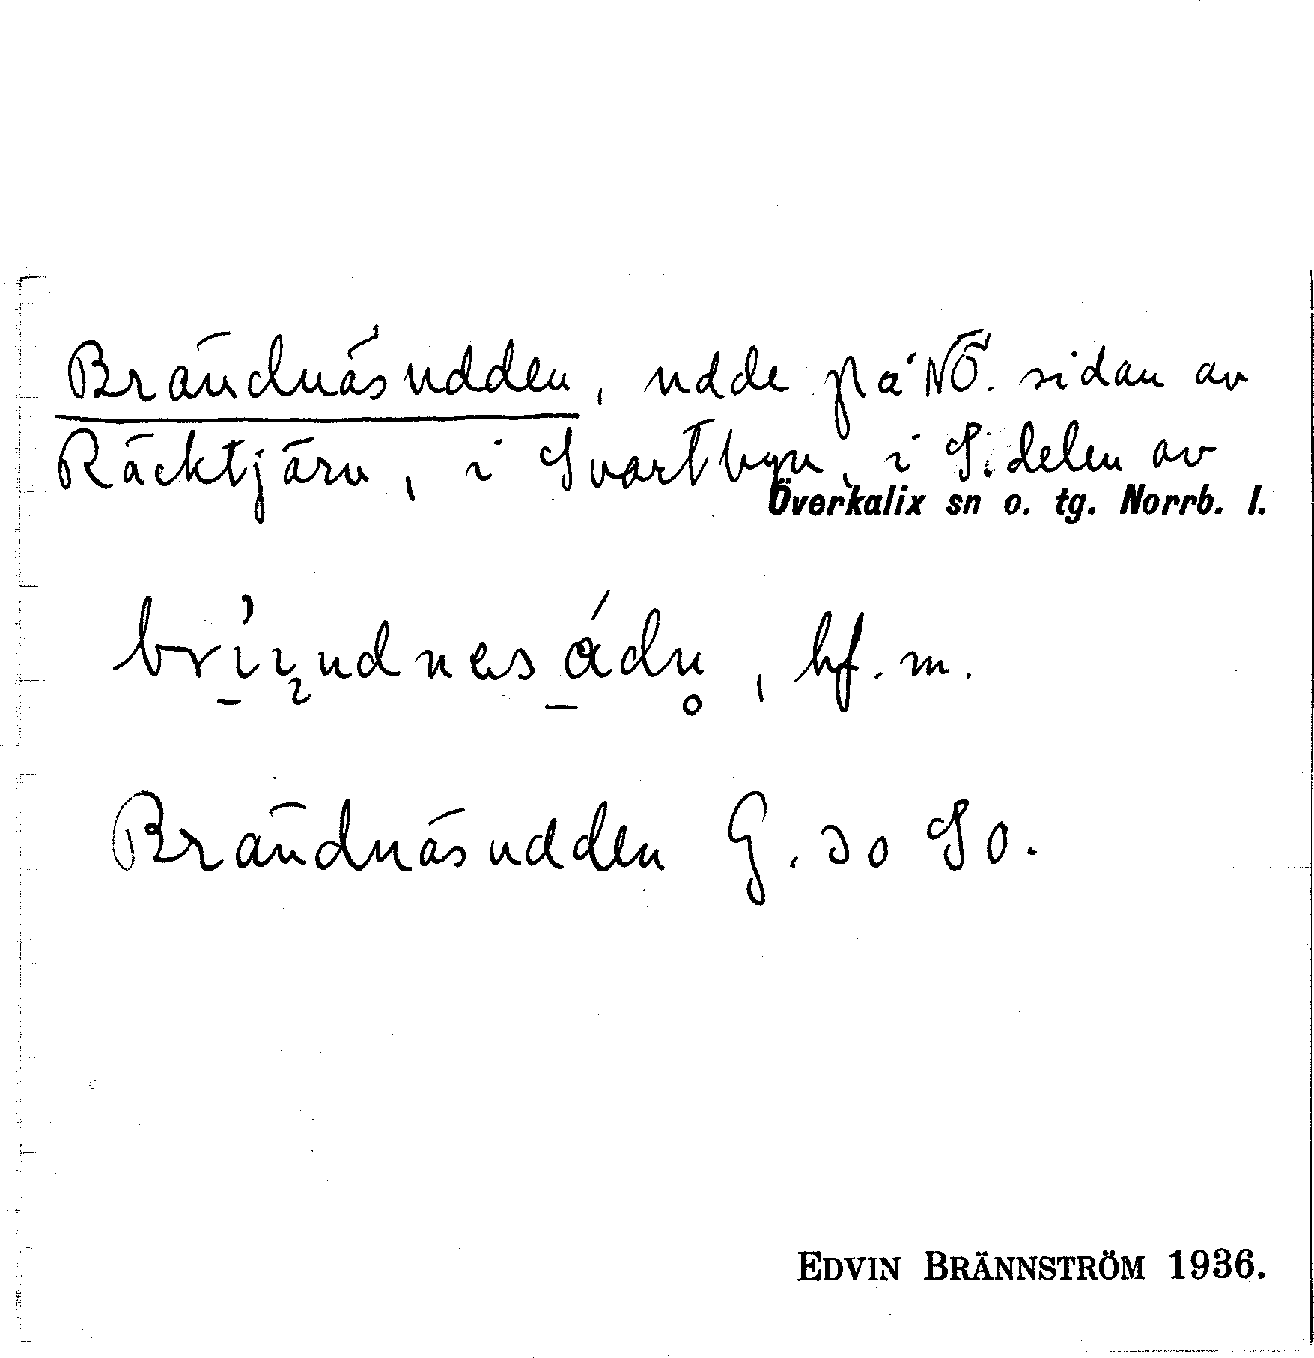 Brändnäsudden, udde på NÖ. sidan av
Räcktjärn, i Svartbyn, i S. delen av
Överkalix sn o. tg. Norrb. l.
bf. m.
Brändnäsudden G. 30 So.
EDVIN BRÄNNSTRÖM 1936.